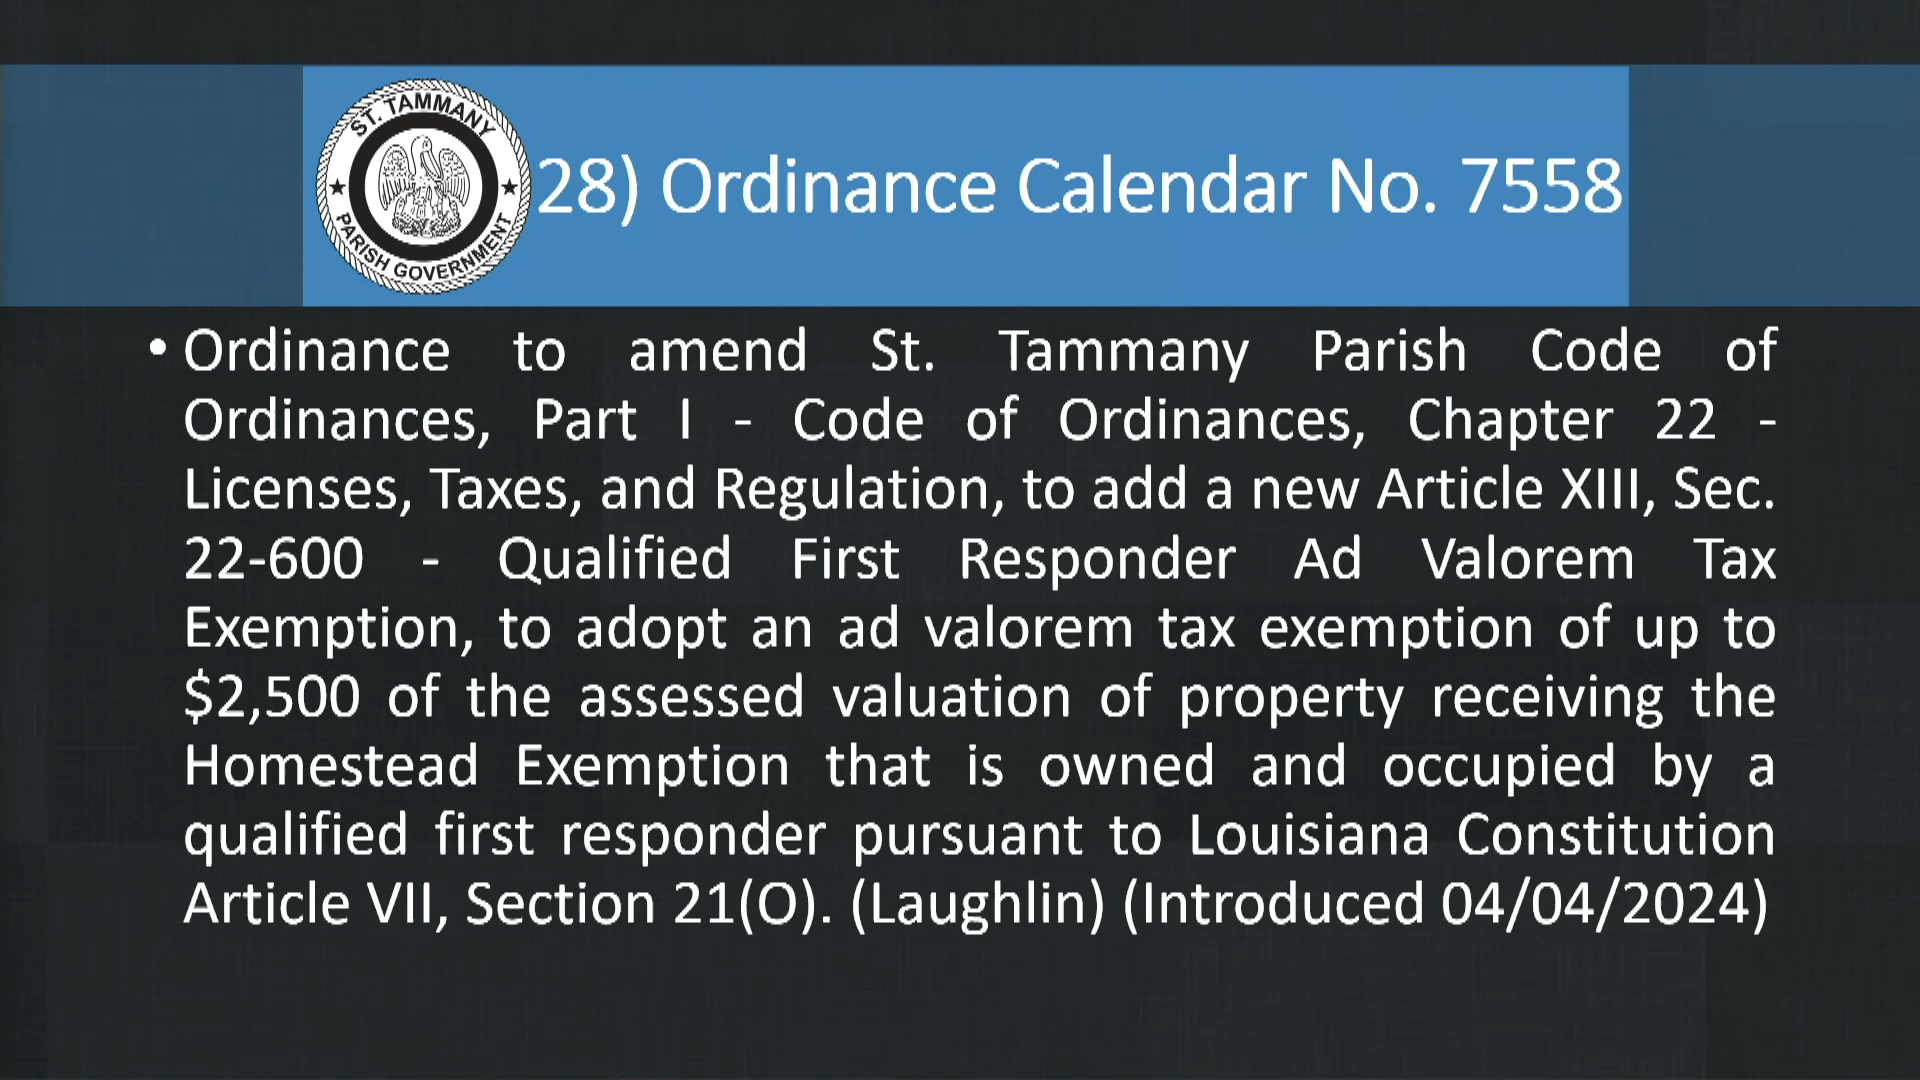 ST. TAMMANY
PARISH GOVERNMENT
28) Ordinance Calendar No. 7558
• Ordinance to amend St. Tammany Parish Code of
Ordinances, Part I - Code of Ordinances, Chapter 22 -
Licenses, Taxes, and Regulation, to add a new Article XIII, Sec.
22-600 - Qualified First Responder Ad Valorem Tax
Exemption, to adopt an ad valorem tax exemption of up to
$2,500 of the assessed valuation of property receiving the
Homestead Exemption that is owned and occupied by a
qualified first responder pursuant to Louisiana Constitution
Article VII, Section 21(O). (Laughlin) (Introduced 04/04/2024)